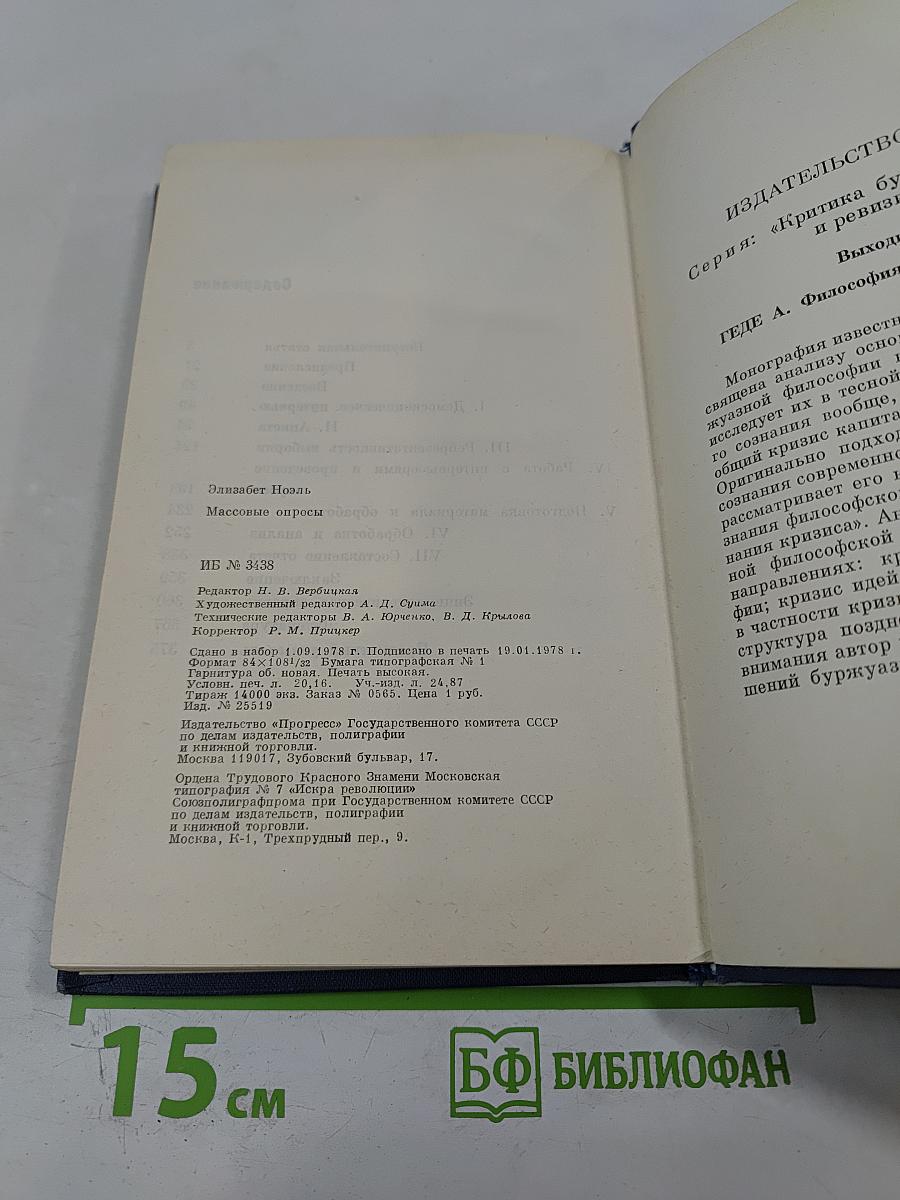 Элизабет Ноэль
Массовые опросы
ИБ № 3438
Редактор Н. В. Вербицкая
Художественный редактор А. Д. Суима
Технические редакторы В. А. Юрченко, В. Д. Крылова
Корректор Р. М. Прицкер
Сдано в набор 1.09.1978 г. Подписано в печать 19.01.1978 г.
Формат 84×108¹/₃₂ Бумага типографская № 1
Гарнитура об. новая. Печать высокая.
Условн. печ. л. 20,16. Уч.-изд. л. 24,87
Тираж 14000 экз. Заказ № 0565. Цена 1 руб.
Изд. № 25519
Издательство «Прогресс» Государственного комитета СССР
по делам издательств, полиграфии
и книжной торговли.
Москва 119017, Зубовский бульвар, 17.
Ордена Трудового Красного Знамени Московская
типография № 7 «Искра революции»
Союзполиграфпрома при Государственном комитете СССР
по делам издательств, полиграфии
и книжной торговли.
Москва, К-1, Трехпрудный пер., 9.
ИЗДАТЕЛЬСТВО
Серия: «Критика бу
и ревизи
Выходи
ГЕДЕ А. Философия
Монография известн
священа анализу осно
жуазной философии
исследует их в тесной
го сознания вообще,
общий кризис капита
Оригинально подход
сознания современно
рассматривает его к
знания философско
нания кризиса». Ан
ной философской
направлениях: кр
фии; кризис идей
в частности кризи
структура поздне
внимания автор
шений буржуаз
15 см
БФ БИБЛИОФАН